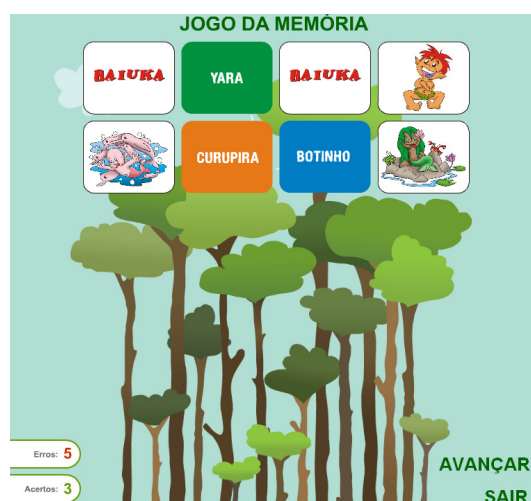 JOGO DA MEMÓRIA
BAIUKA
YARA
BAIUKA
CURUPIRA
BOTINHO
Erros: 5
Acertos: 3
AVANÇAR
SAIR